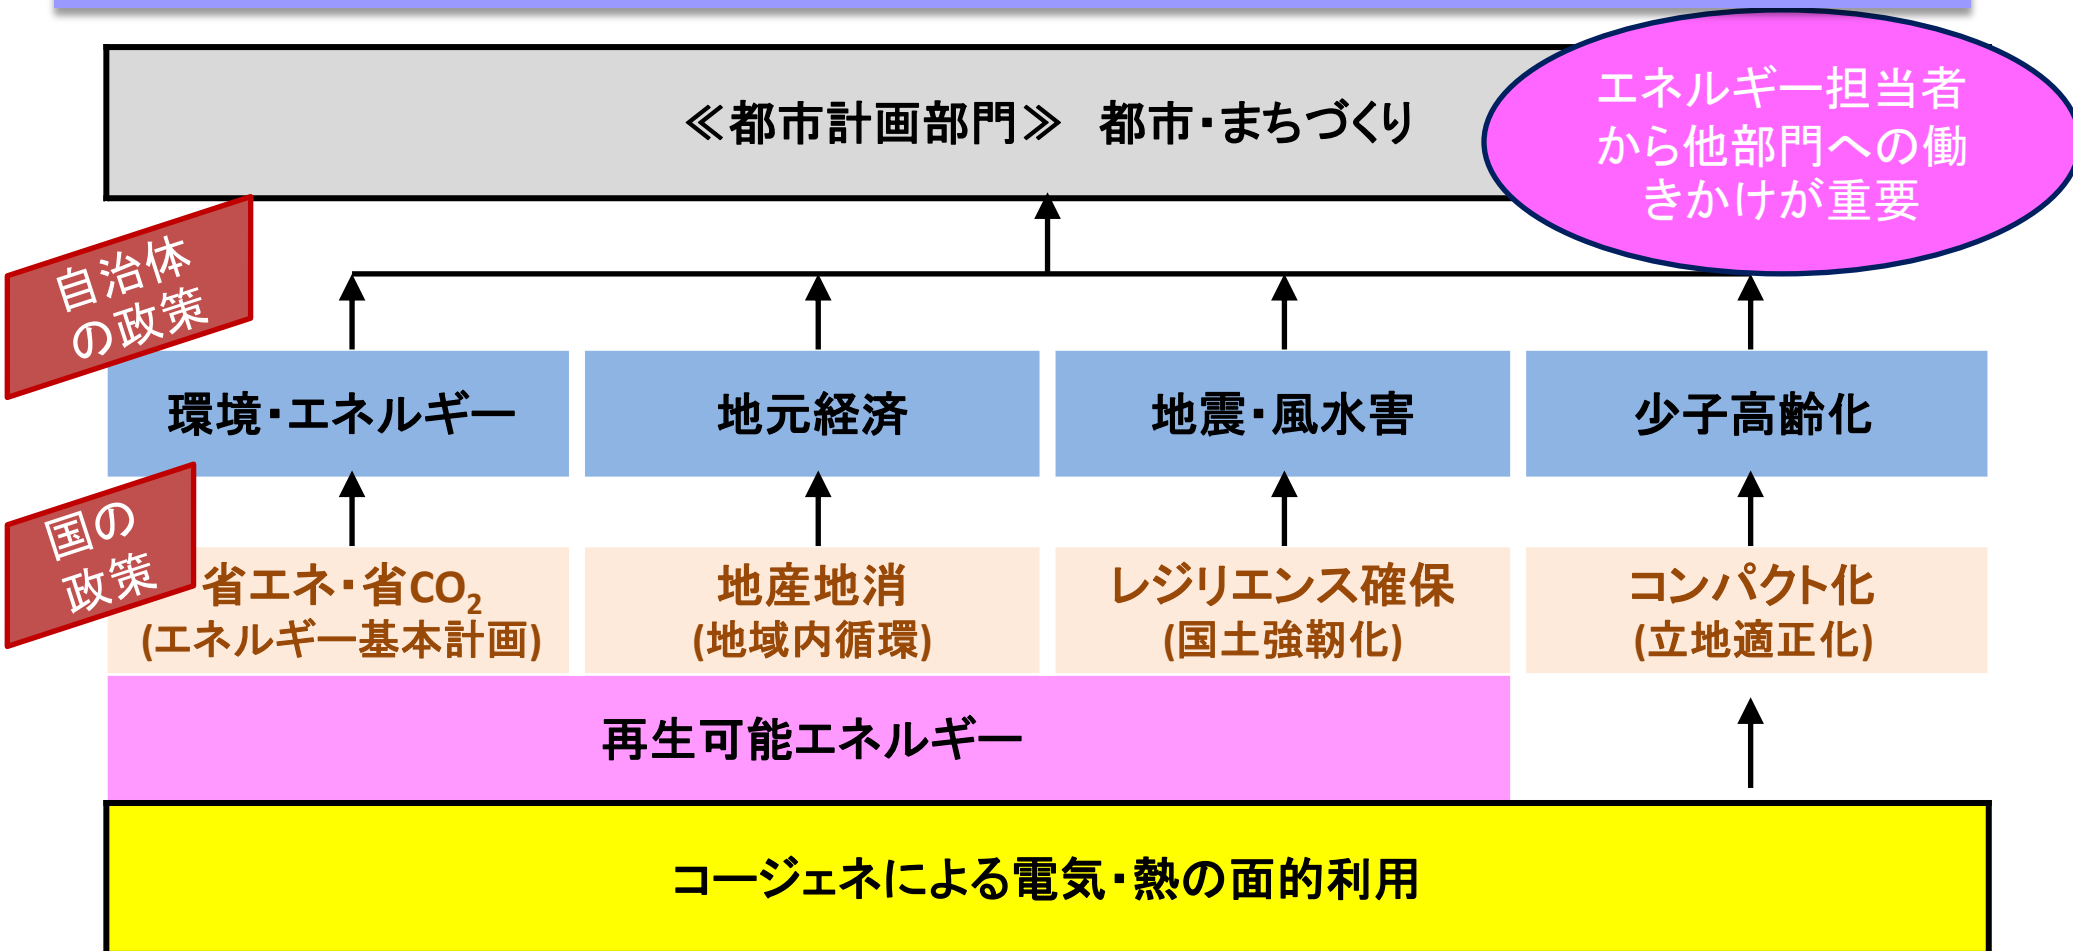 ≪都市計画部門≫　都市・まちづくり
エネルギー担当者
から他部門への働
きかけが重要
自治体
の政策
環境・エネルギー
地元経済
地震・風水害
少子高齢化
国の
政策
省エネ・省CO₂
(エネルギー基本計画)
地産地消
(地域内循環)
レジリエンス確保
(国土強靱化)
コンパクト化
(立地適正化)
再生可能エネルギー
コージェネによる電気・熱の面的利用